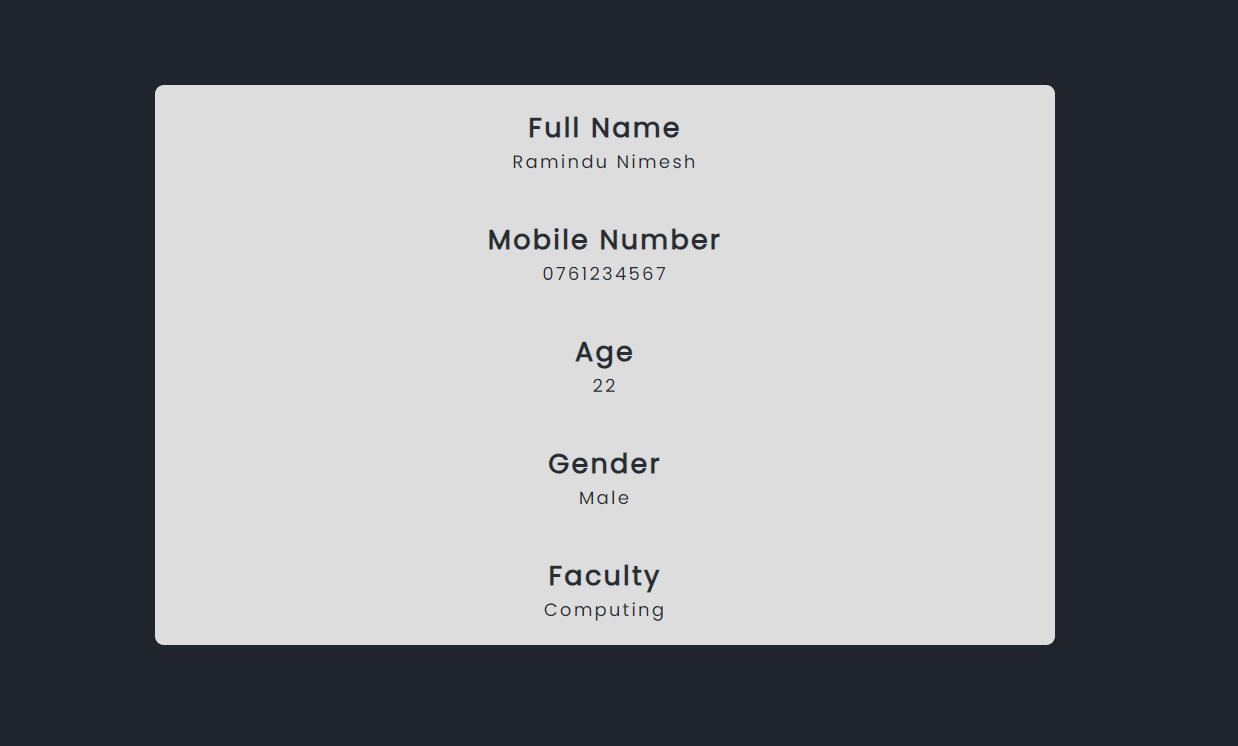 Full Name
Ramindu Nimesh
Mobile Number
0761234567
Age
22
Gender
Male
Faculty
Computing